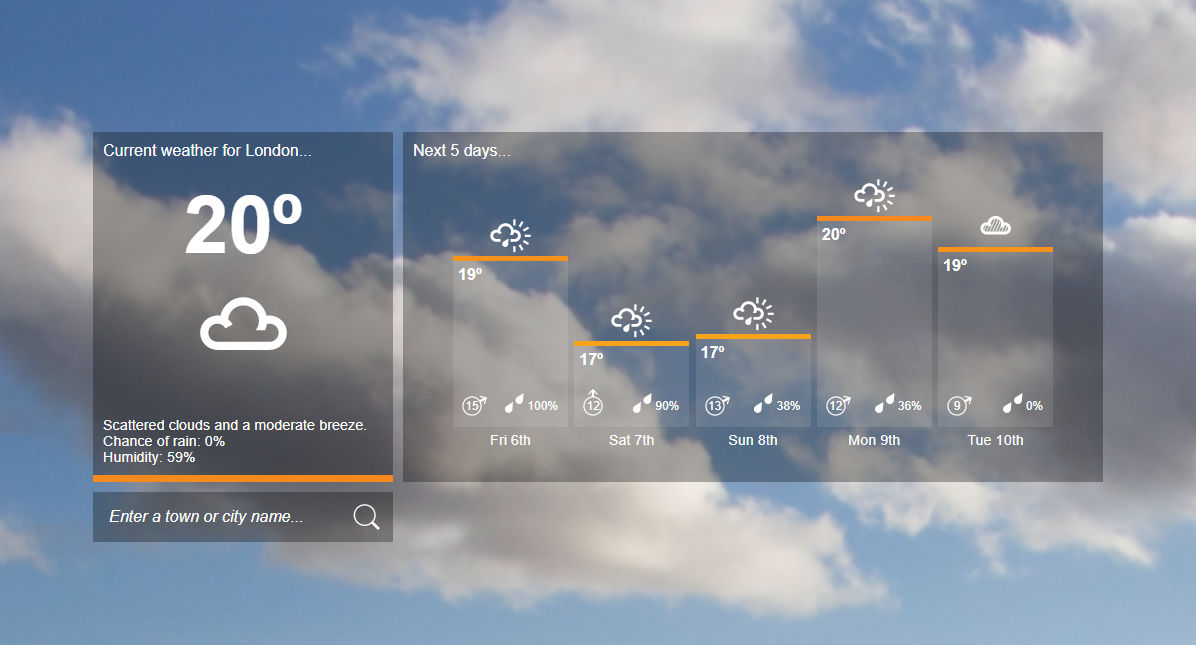 Current weather for London...
20º
Scattered clouds and a moderate breeze.
Chance of rain: 0%
Humidity: 59%
Enter a town or city name...
Next 5 days...
19º
15 100%
Fri 6th
17º
12 90%
Sat 7th
17º
13 38%
Sun 8th
20º
12 36%
Mon 9th
19º
9 0%
Tue 10th